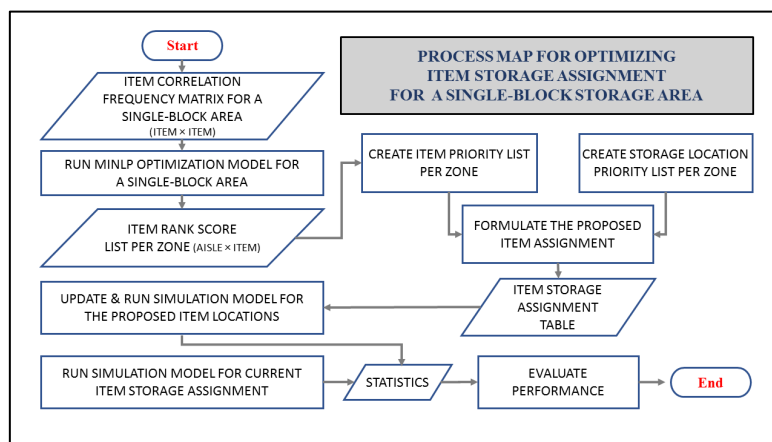 Start
PROCESS MAP FOR OPTIMIZING
ITEM STORAGE ASSIGNMENT
FOR A SINGLE-BLOCK STORAGE AREA
ITEM CORRELATION
FREQUENCY MATRIX FOR A
SINGLE-BLOCK AREA
(ITEM × ITEM)
RUN MINLP OPTIMIZATION MODEL FOR
A SINGLE-BLOCK AREA
ITEM RANK SCORE
LIST PER ZONE (AISLE × ITEM)
CREATE ITEM PRIORITY LIST
PER ZONE
CREATE STORAGE LOCATION
PRIORITY LIST PER ZONE
FORMULATE THE PROPOSED
ITEM ASSIGNMENT
ITEM STORAGE
ASSIGNMENT
TABLE
UPDATE & RUN SIMULATION MODEL FOR
THE PROPOSED ITEM LOCATIONS
RUN SIMULATION MODEL FOR CURRENT
ITEM STORAGE ASSIGNMENT
STATISTICS
EVALUATE
PERFORMANCE
End